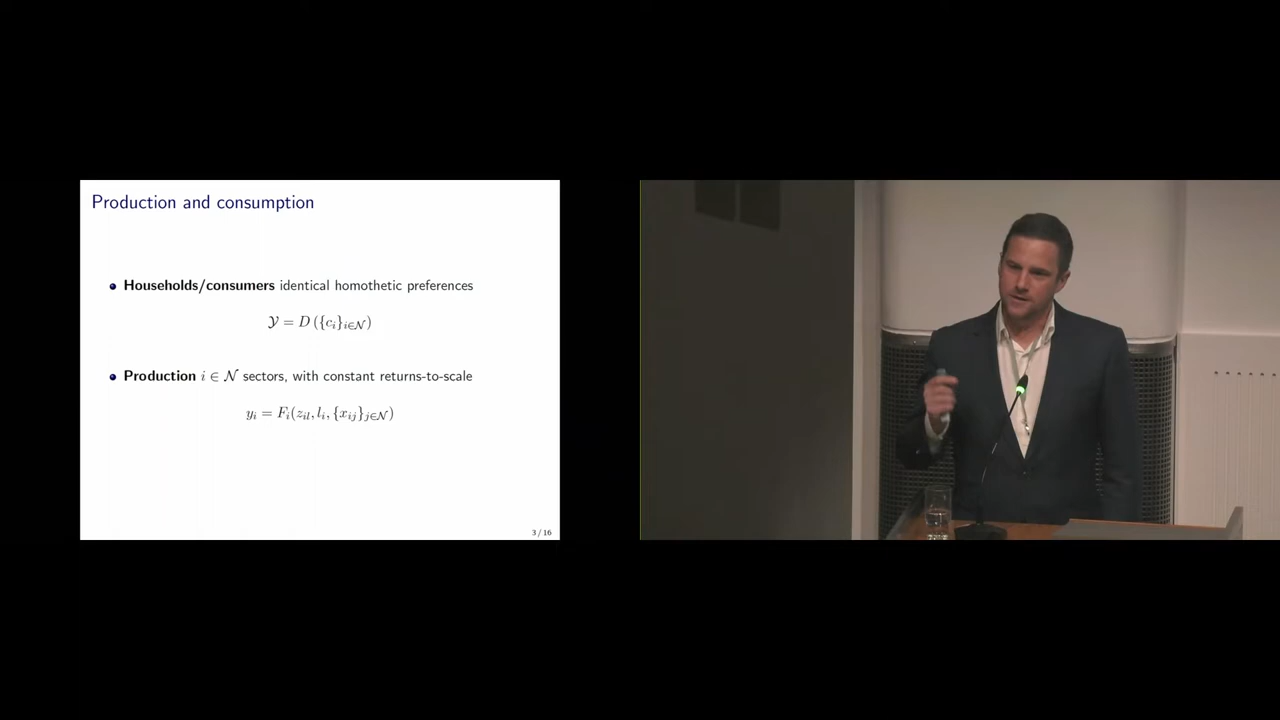 Production and consumption
Households/consumers identical homothetic preferences
𝒴 = D ({c_i}_{i∈𝒩})
Production i ∈ 𝒩 sectors, with constant returns-to-scale
y_i = F_i(z_{il}, l_i, {x_{ij}}_{j∈𝒩})
3 / 16